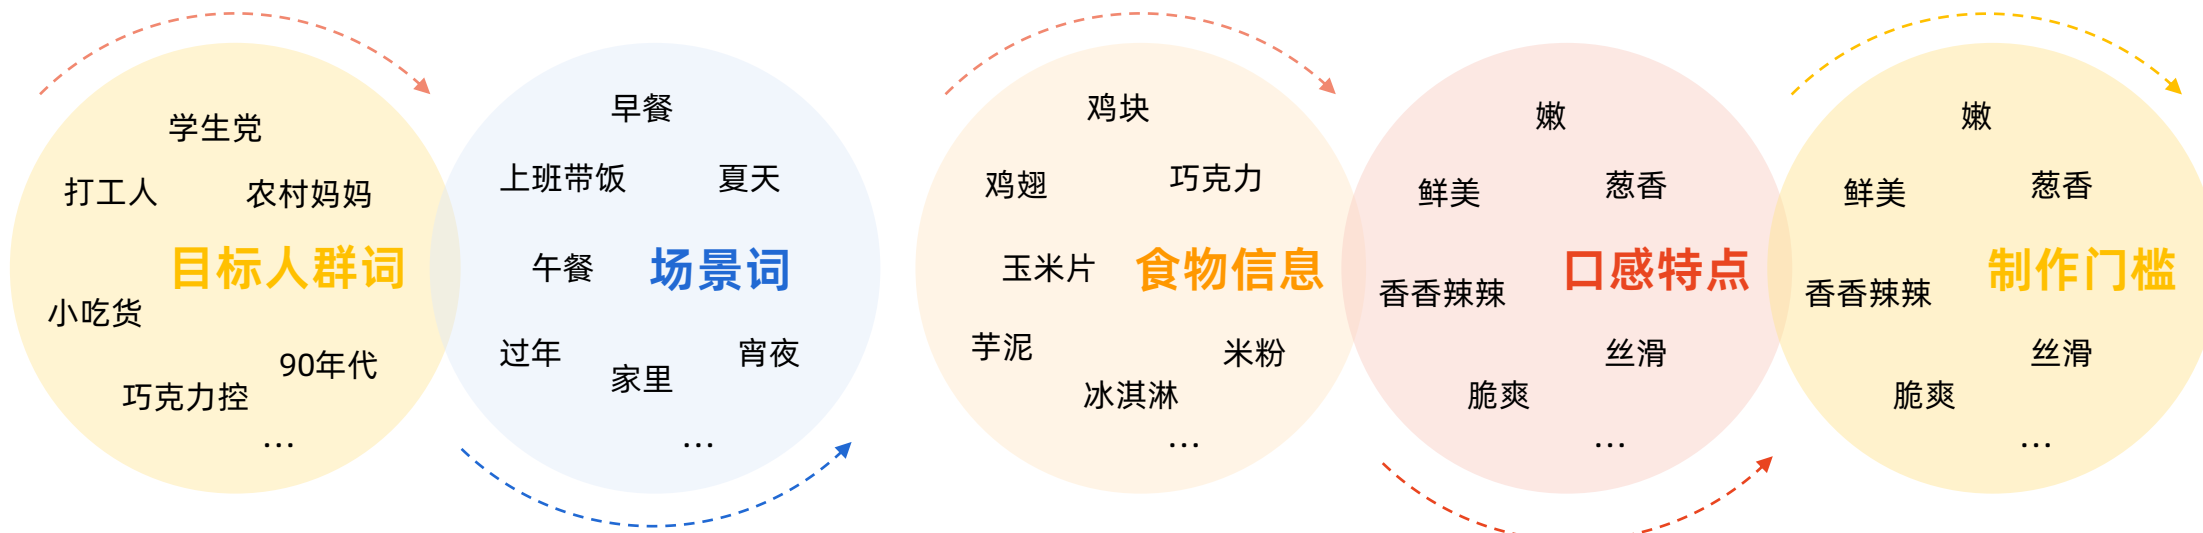 学生党
打工人
农村妈妈
目标人群词
小吃货
90年代
巧克力控
...
早餐
上班带饭
夏天
午餐
场景词
过年
家里
宵夜
...
鸡块
鸡翅
巧克力
玉米片
食物信息
芋泥
米粉
冰淇淋
...
嫩
鲜美
葱香
口感特点
香香辣辣
丝滑
脆爽
...
嫩
鲜美
葱香
制作门槛
香香辣辣
丝滑
脆爽
...